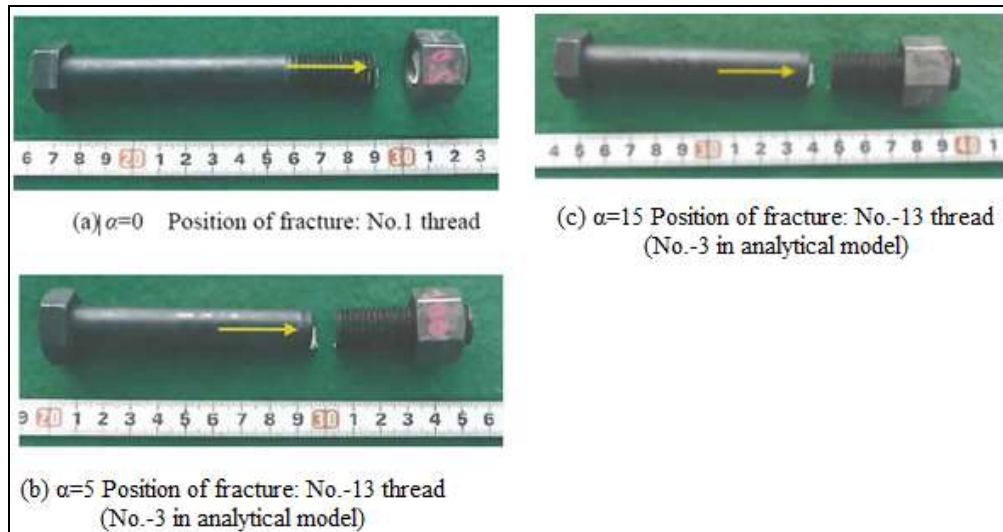 6 7 8 9 20 1 2 3 4 5 6 7 8 9 30 1 2 3
(a) α=0 Position of fracture: No.1 thread
4 5 6 7 8 9 30 1 2 3 4 5 6 7 8 9 40 1
(c) α=15 Position of fracture: No.-13 thread
(No.-3 in analytical model)
9 20 1 2 3 4 5 6 7 8 9 30 1 2 3 4 5 6
(b) α=5 Position of fracture: No.-13 thread
(No.-3 in analytical model)